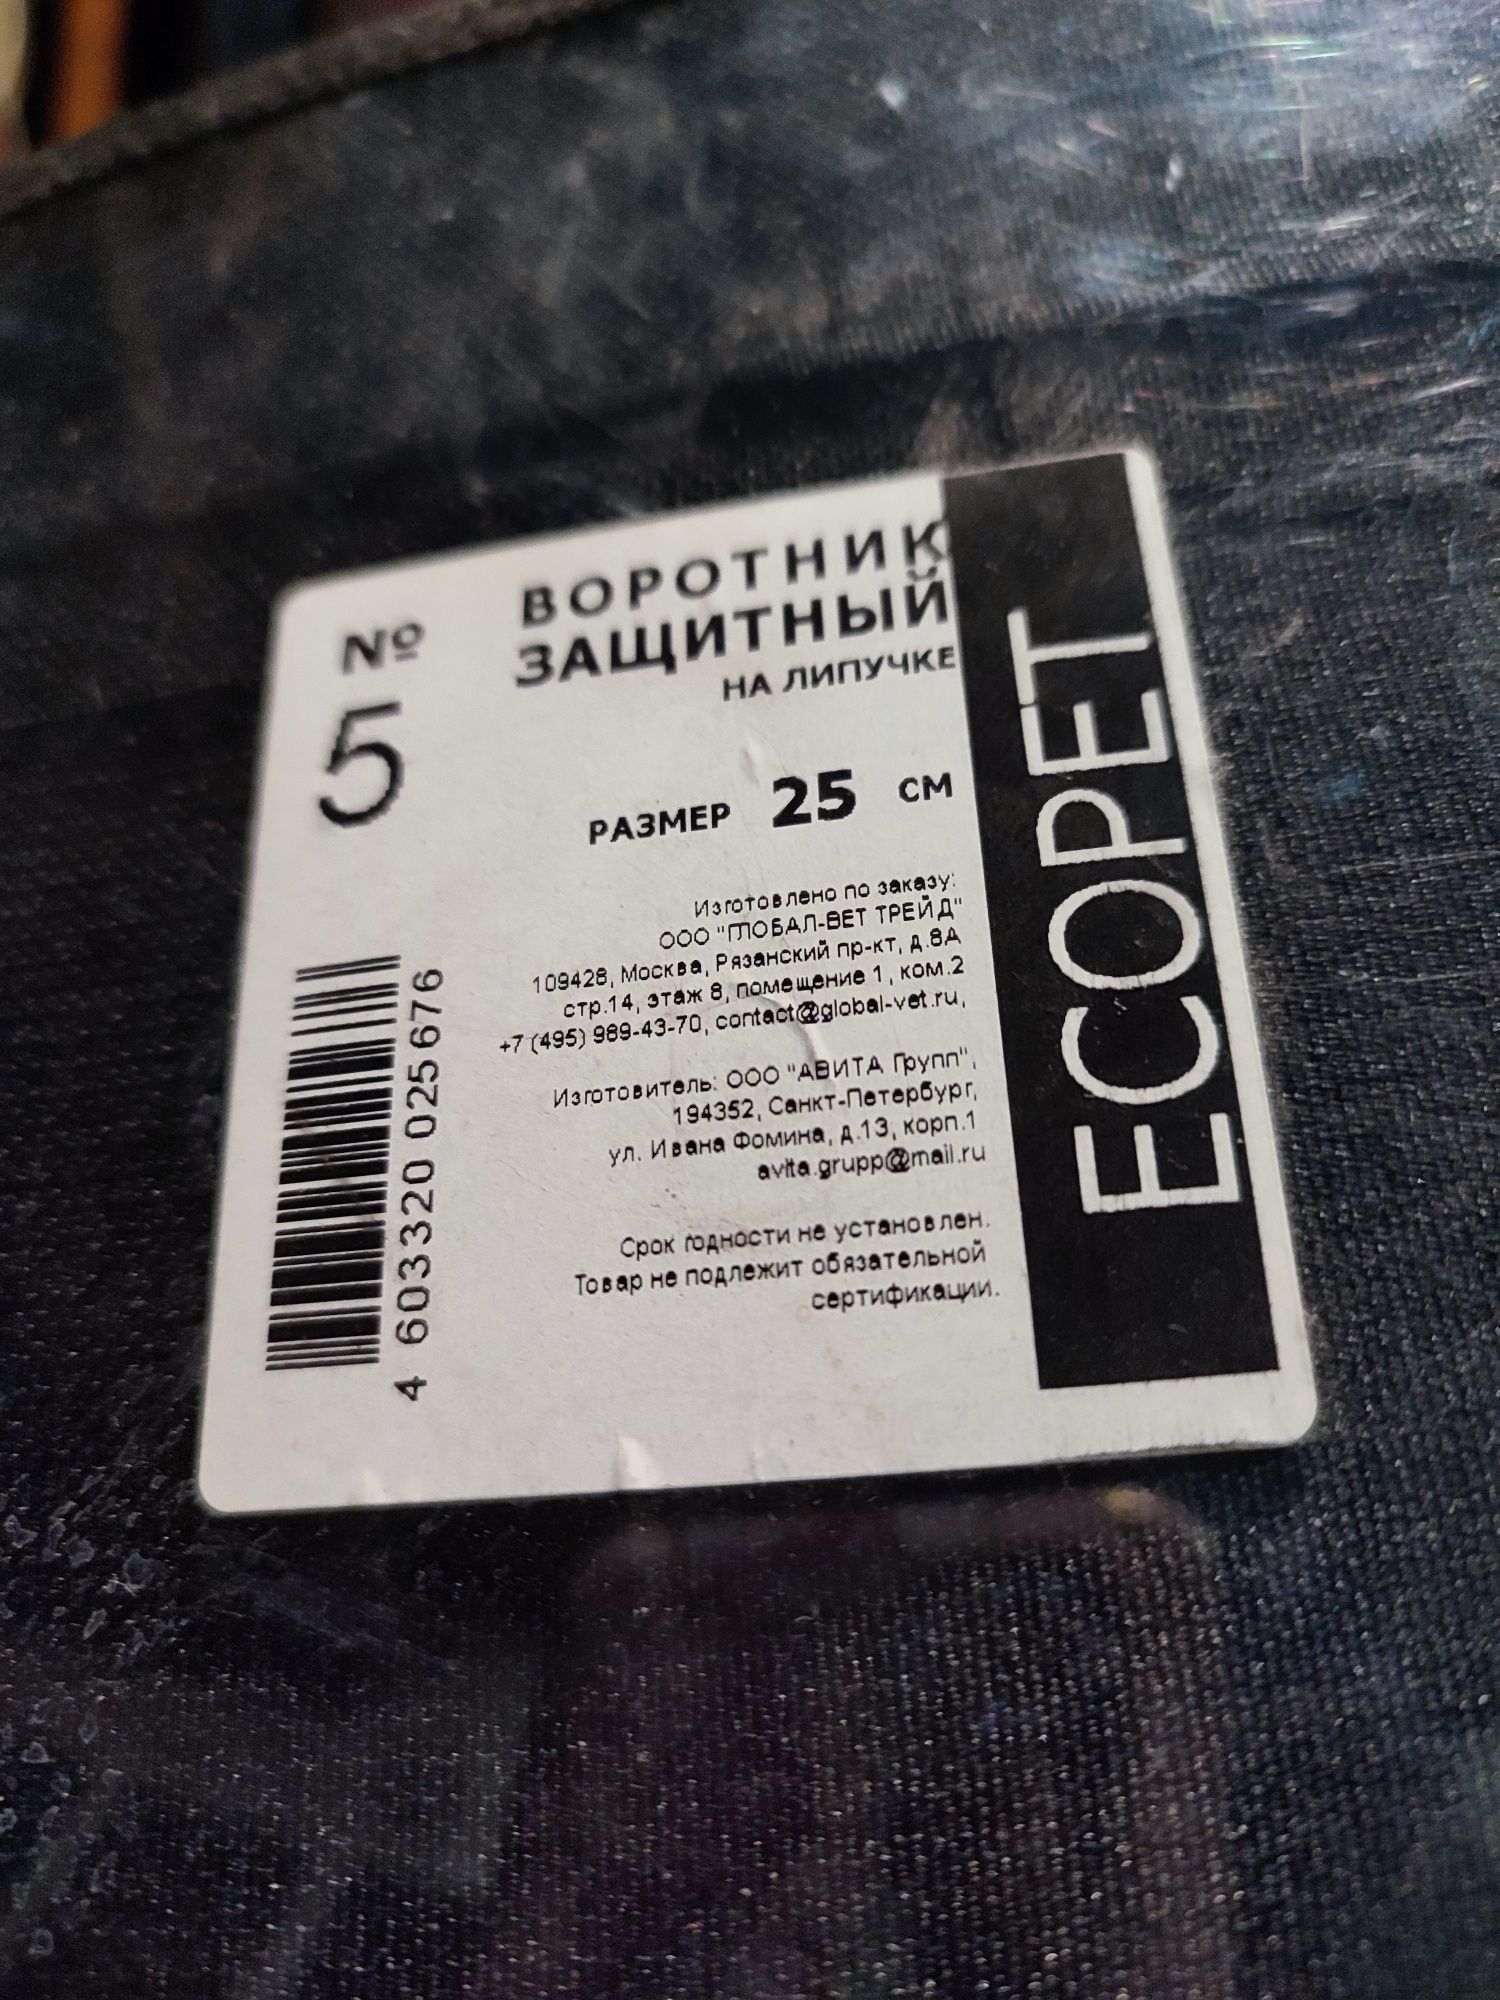 №
5
ВОРОТНИК
ЗАЩИТНЫЙ
НА ЛИПУЧКЕ
РАЗМЕР 25 СМ
Изготовлено по заказу:
ООО "ГЛОБАЛ-ВЕТ ТРЕЙД"
109428, Москва, Рязанский пр-кт, д.8А
стр.14, этаж 8, помещение 1, ком.2
+7 (495) 989-43-70, contact@global-vet.ru,
Изготовитель: ООО "АВИТА Групп",
194352, Санкт-Петербург,
ул. Ивана Фомина, д.13, корп.1
avita.grupp@mail.ru
Срок годности не установлен.
Товар не подлежит обязательной
сертификации.
4 603320 025676
ECOPET